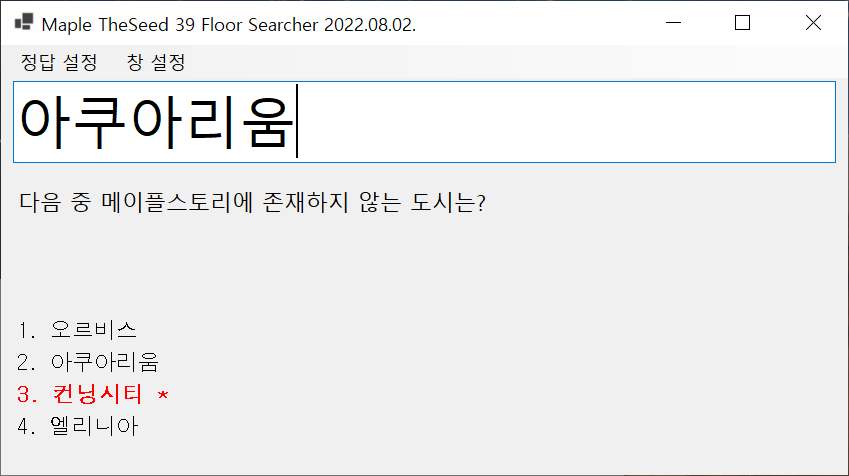 Maple TheSeed 39 Floor Searcher 2022.08.02.
정답 설정 창 설정
아쿠아리움
다음 중 메이플스토리에 존재하지 않는 도시는?
1. 오르비스
2. 아쿠아리움
3. 컨닝시티 *
4. 엘리니아